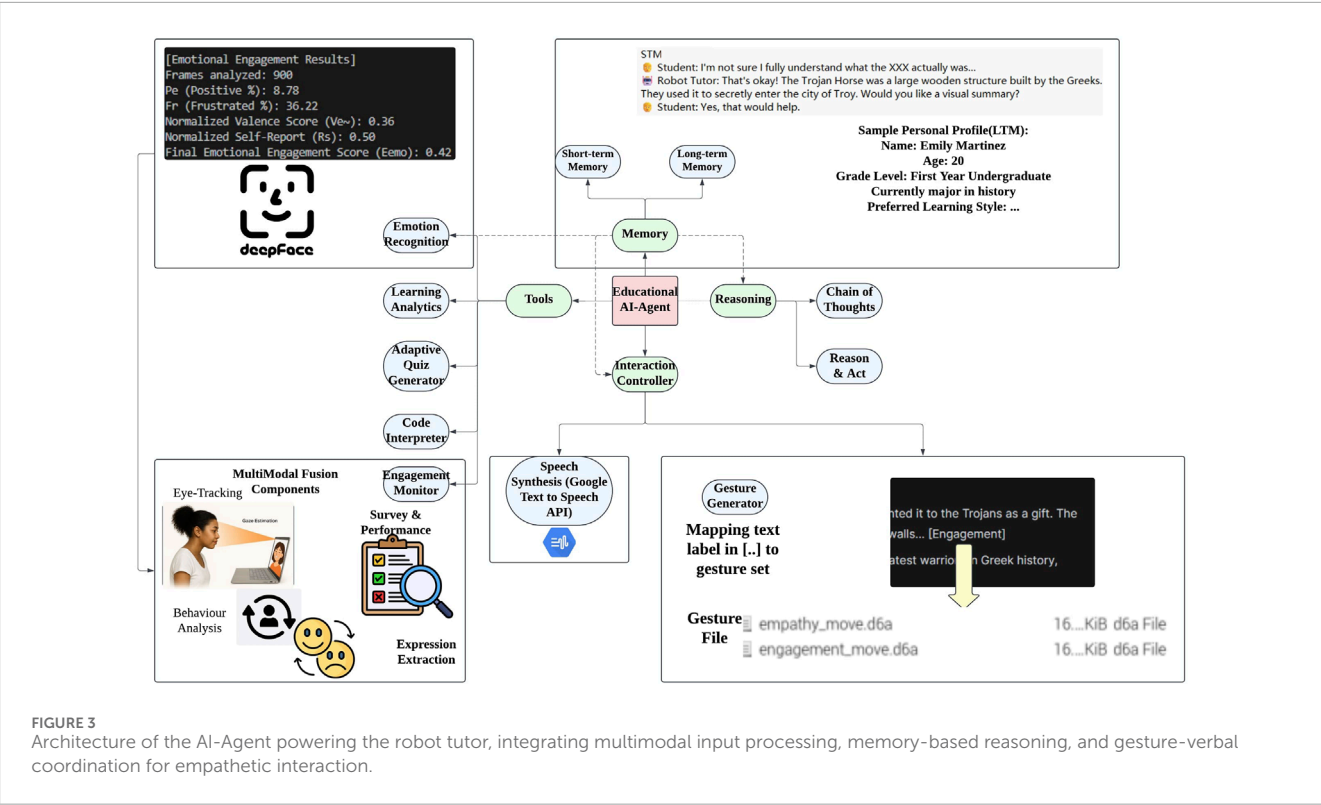 [Emotional Engagement Results]
Frames analyzed: 900
Pe (Positive %): 8.78
Fr (Frustrated %): 36.22
Normalized Valence Score (Ve~): 0.36
Normalized Self-Report (Rs): 0.50
Final Emotional Engagement Score (Eemo): 0.42
deepFace
STM
Student: I'm not sure I fully understand what the XXX actually was...
Robot Tutor: That's okay! The Trojan Horse was a large wooden structure built by the Greeks.
They used it to secretly enter the city of Troy. Would you like a visual summary?
Student: Yes, that would help.
Sample Personal Profile(LTM):
Name: Emily Martinez
Age: 20
Grade Level: First Year Undergraduate
Currently major in history
Preferred Learning Style: ...
Short-term
Memory
Long-term
Memory
Emotion
Recognition
Memory
Learning
Analytics
Tools
Educational
AI-Agent
Reasoning
Chain of
Thoughts
Adaptive
Quiz
Generator
Interaction
Controller
Reason
& Act
Code
Interpreter
Engagement
Monitor
MultiModal Fusion
Components
Eye-Tracking
Gaze Estimation
Survey &
Performance
Behaviour
Analysis
Expression
Extraction
Speech
Synthesis (Google
Text to Speech
API)
Gesture
Generator
Mapping text
label in [..] to
gesture set
nted it to the Trojans as a gift. The
walls... [Engagement]
atest warrior in Greek history,
Gesture
File
empathy_move.d6a 16....KiB d6a File
engagement_move.d6a 16....KiB d6a File
FIGURE 3
Architecture of the AI-Agent powering the robot tutor, integrating multimodal input processing, memory-based reasoning, and gesture-verbal
coordination for empathetic interaction.